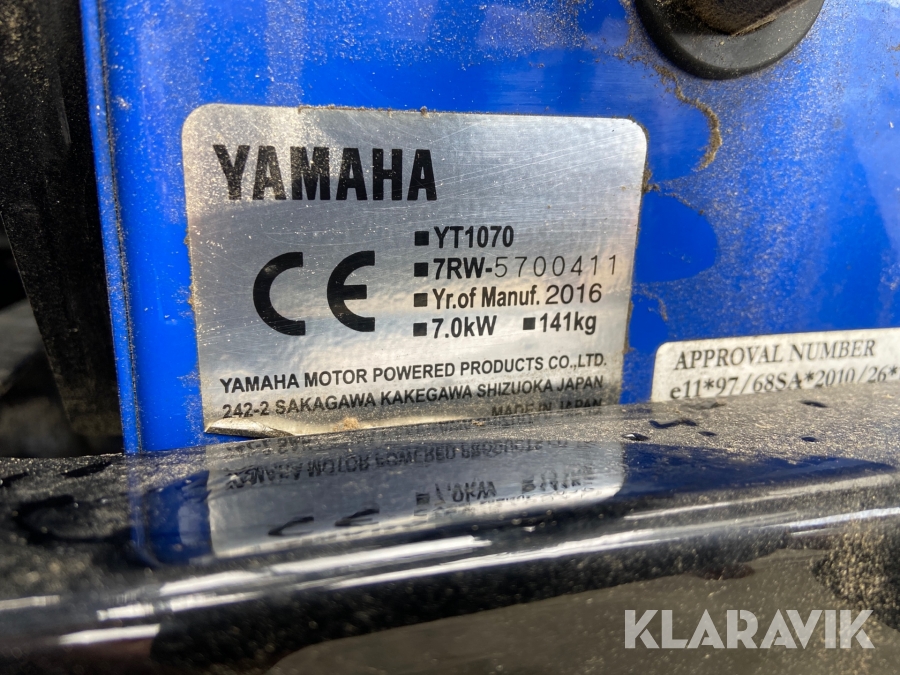 YAMAHA
CE
■YT1070
■7RW-5700411
■Yr.of Manuf. 2016
■7.0kW ■141kg
YAMAHA MOTOR POWERED PRODUCTS CO.,LTD.
242-2 SAKAGAWA KAKEGAWA SHIZUOKA JAPAN
MADE IN JAPAN
APPROVAL NUMBER
e11*97/68SA*2010/26*
KLARAVIK